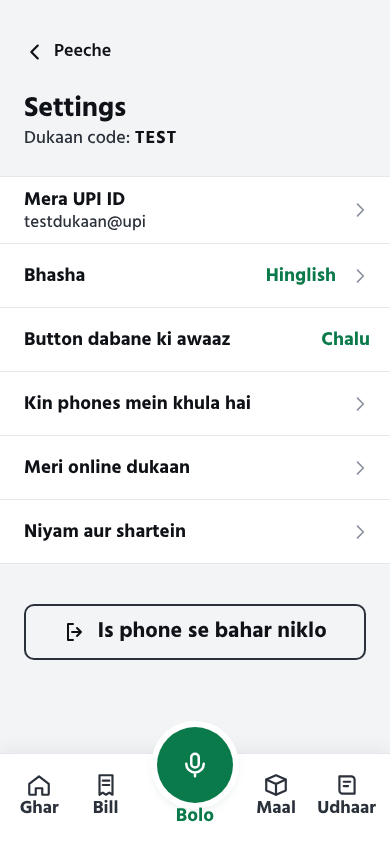 Peeche
Settings
Dukaan code: TEST
Mera UPI ID
testdukaan@upi
Bhasha Hinglish
Button dabane ki awaaz Chalu
Kin phones mein khula hai
Meri online dukaan
Niyam aur shartein
Is phone se bahar niklo
Ghar Bill Bolo Maal Udhaar